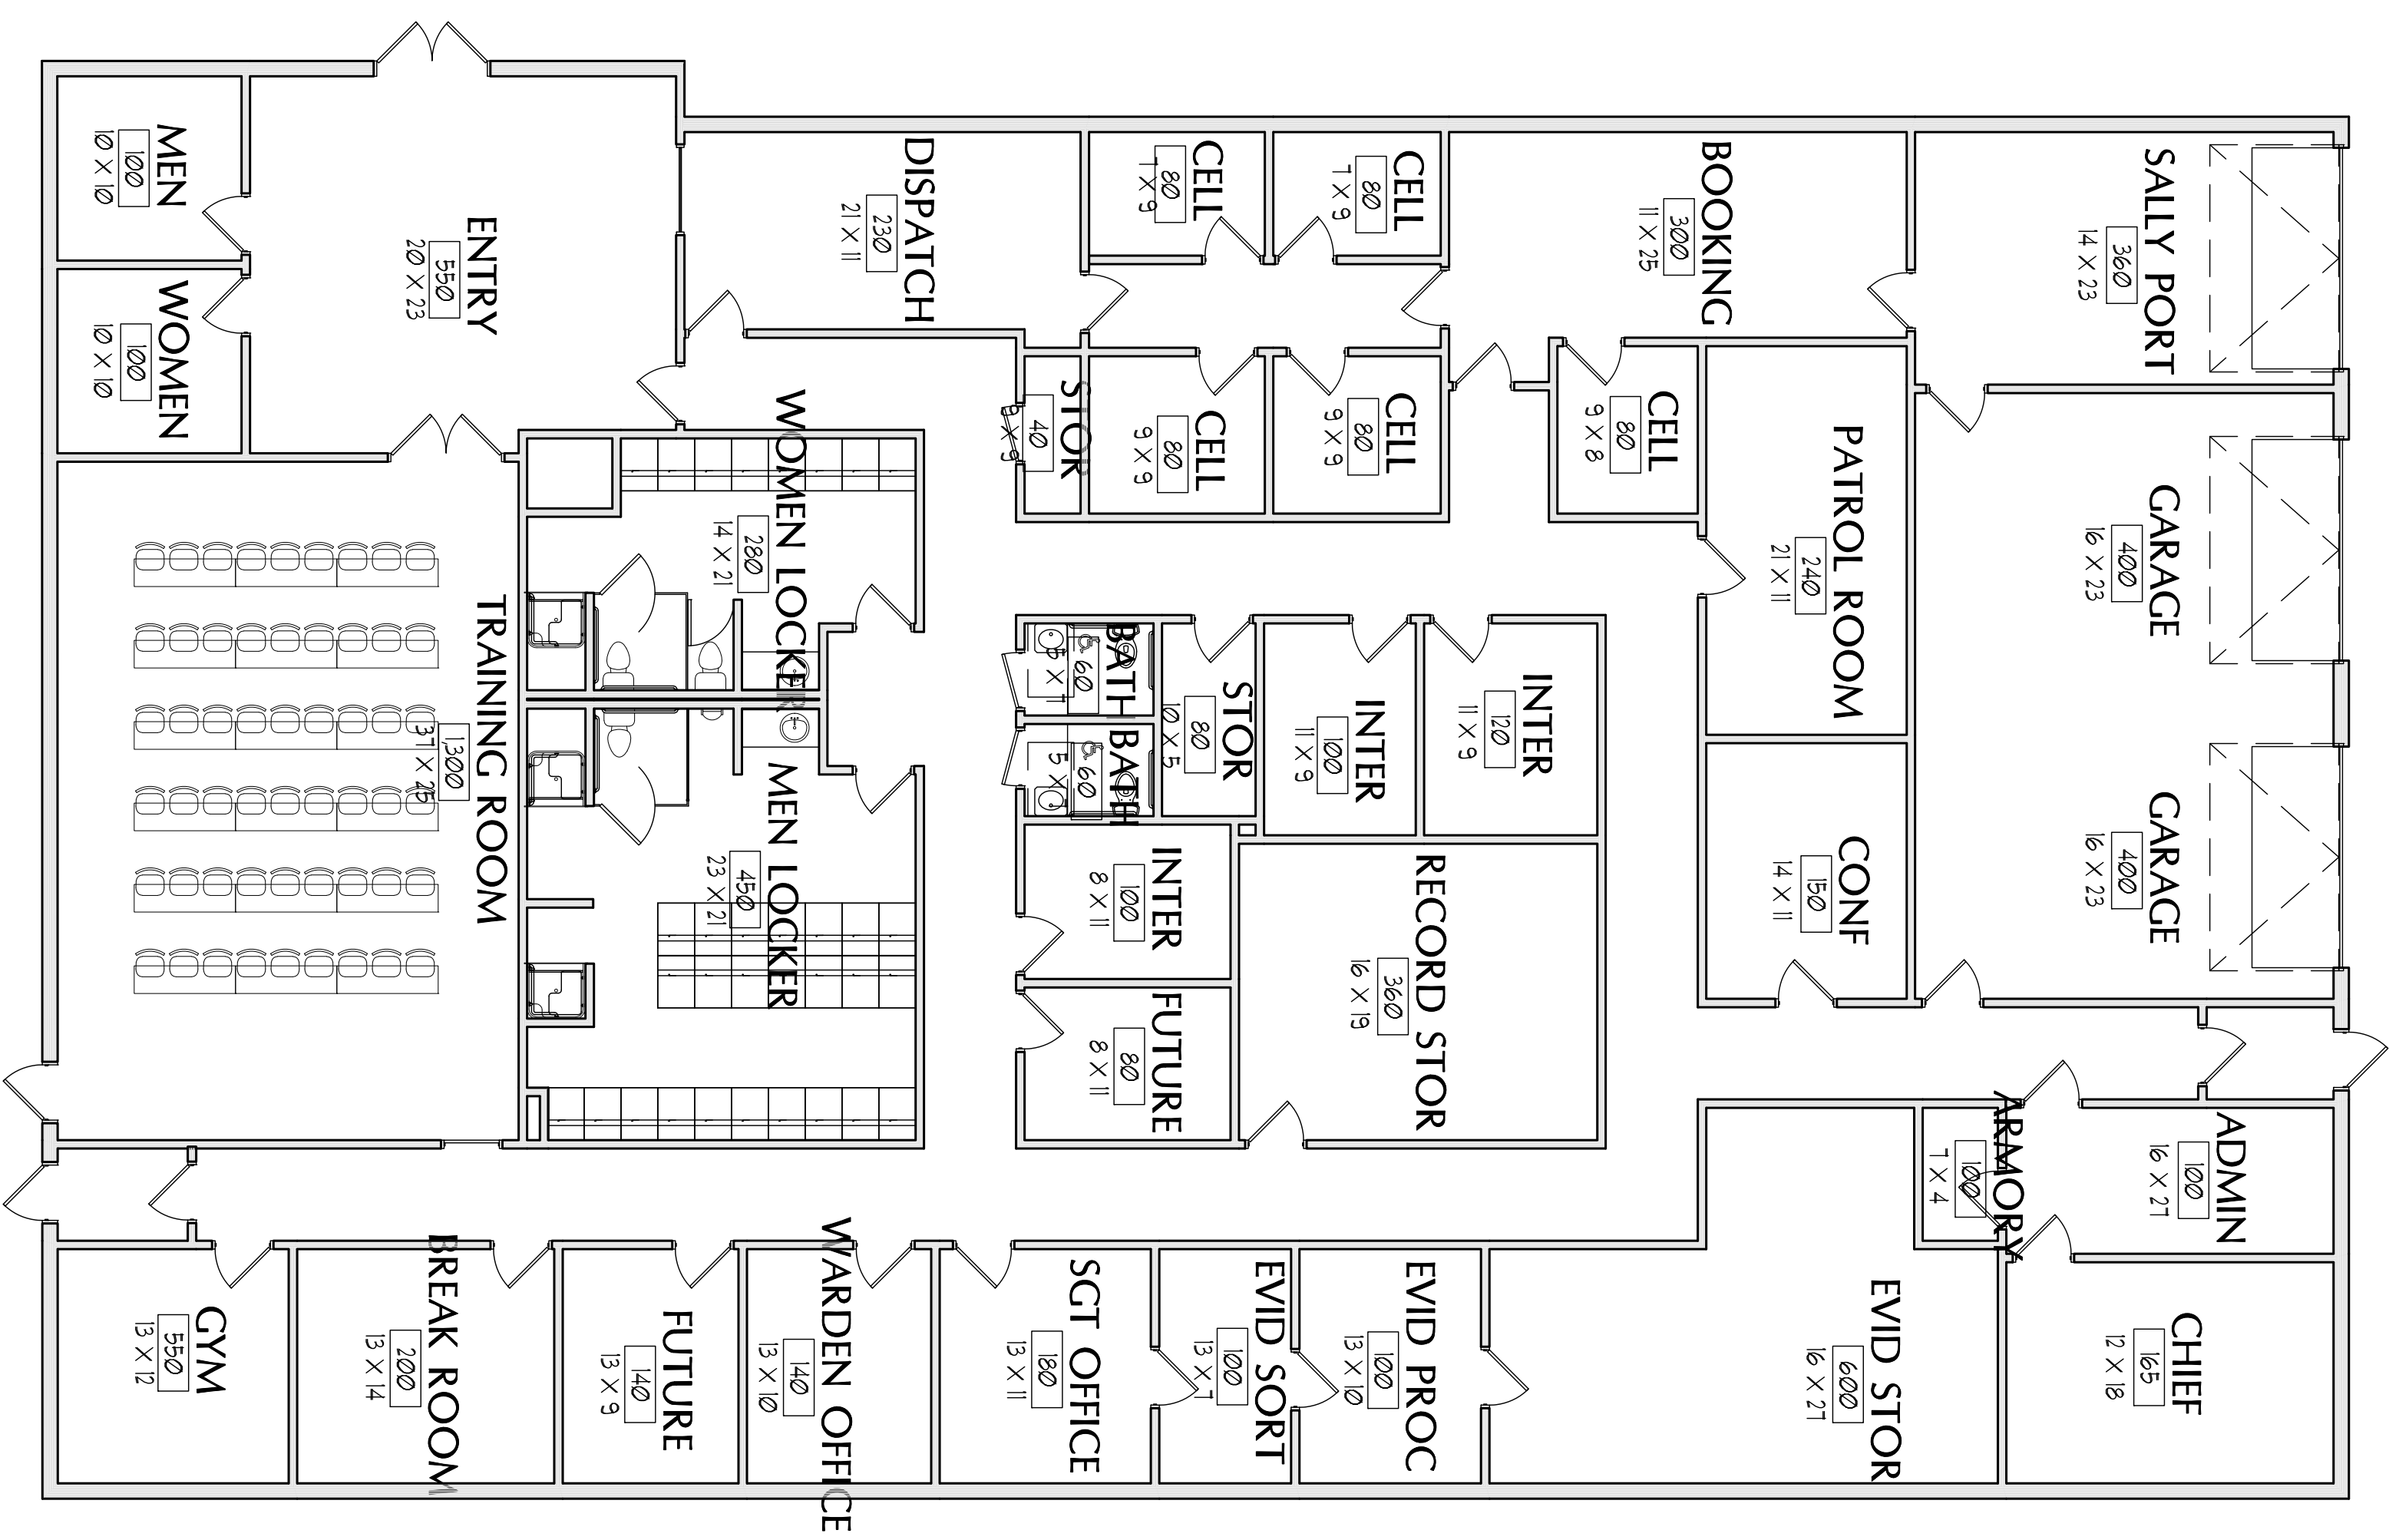 MEN
100
10 X 10
WOMEN
100
10 X 10
ENTRY
550
20 X 23
DISPATCH
230
21 X 11
CELL
80
7 X 9
CELL
80
7 X 9
BOOKING
300
11 X 25
SALLY PORT
360
14 X 23
STOR
40
CELL
80
9 X 9
CELL
80
9 X 9
CELL
80
9 X 8
PATROL ROOM
240
21 X 11
GARAGE
400
16 X 23
GARAGE
400
16 X 23
CONF
150
14 X 11
TRAINING ROOM
1,300
37 X 25
WOMEN LOCKER
280
14 X 21
MEN LOCKER
450
23 X 21
BATH
60
5 X 7
BATH
60
5 X
STOR
80
10 X 5
INTER
100
11 X 9
INTER
120
11 X 9
INTER
100
8 X 11
FUTURE
80
8 X 11
RECORD STOR
360
16 X 19
ARMORY
100
7 X 4
ADMIN
100
16 X 27
GYM
550
13 X 12
BREAK ROOM
200
13 X 14
FUTURE
140
13 X 9
WARDEN OFFICE
140
13 X 10
SGT OFFICE
180
13 X 11
EVID SORT
100
13 X 7
EVID PROC
100
13 X 10
EVID STOR
600
16 X 27
CHIEF
165
12 X 18